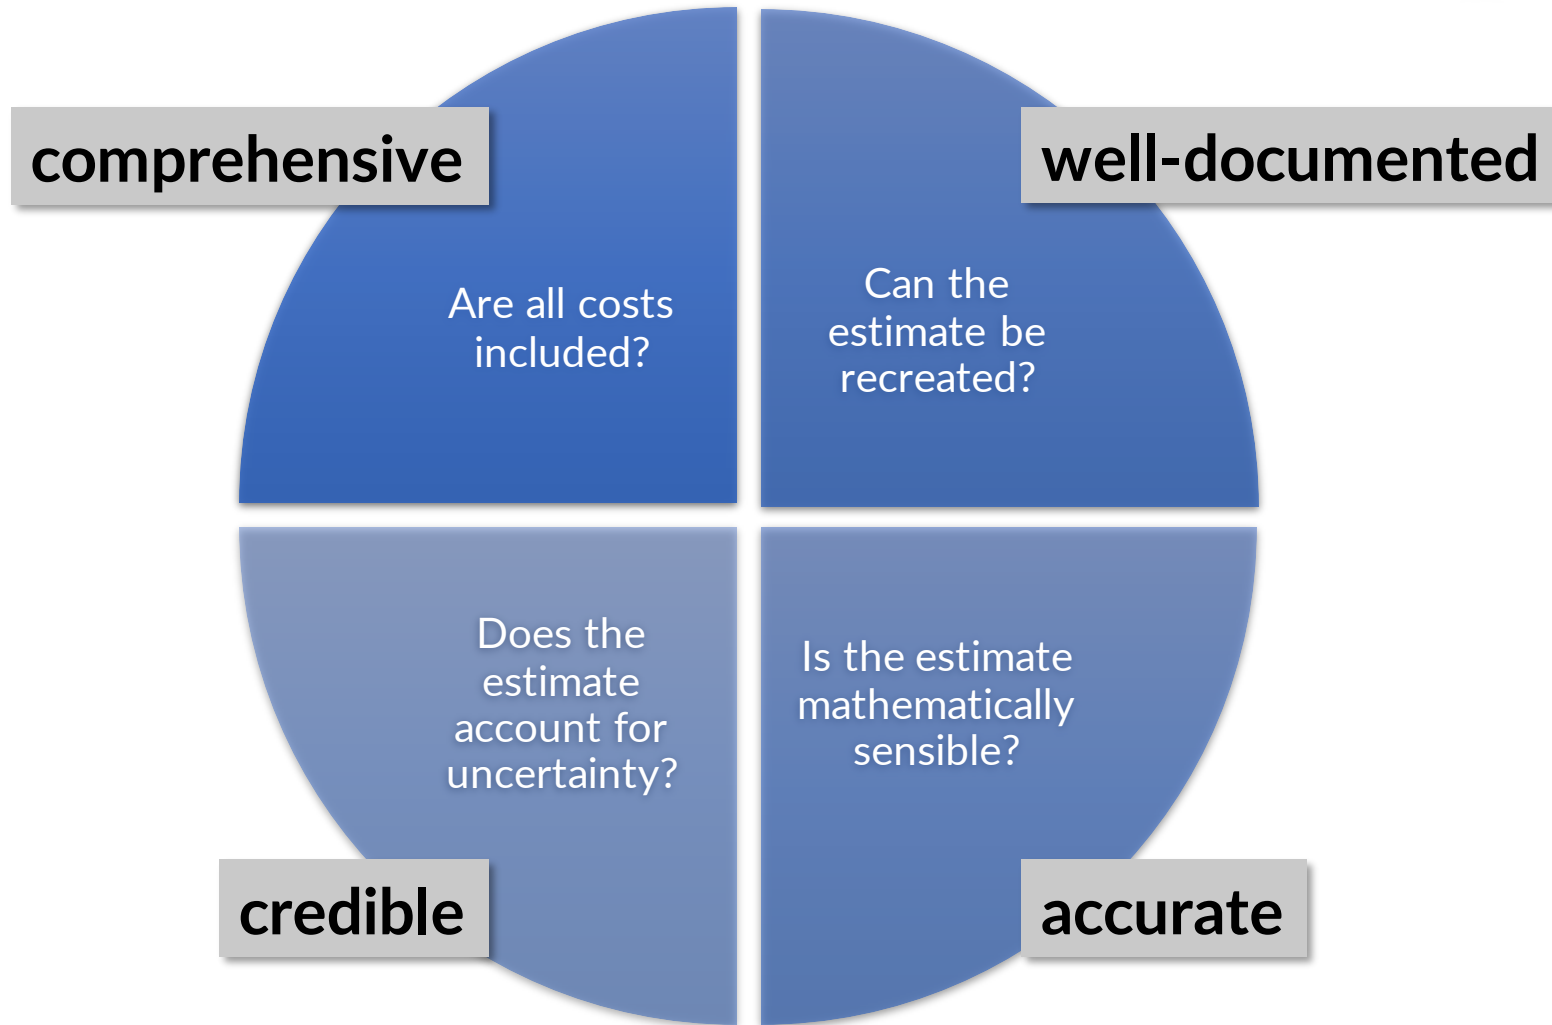 comprehensive
Are all costs
included?
well-documented
Can the
estimate be
recreated?
credible
Does the
estimate
account for
uncertainty?
accurate
Is the estimate
mathematically
sensible?